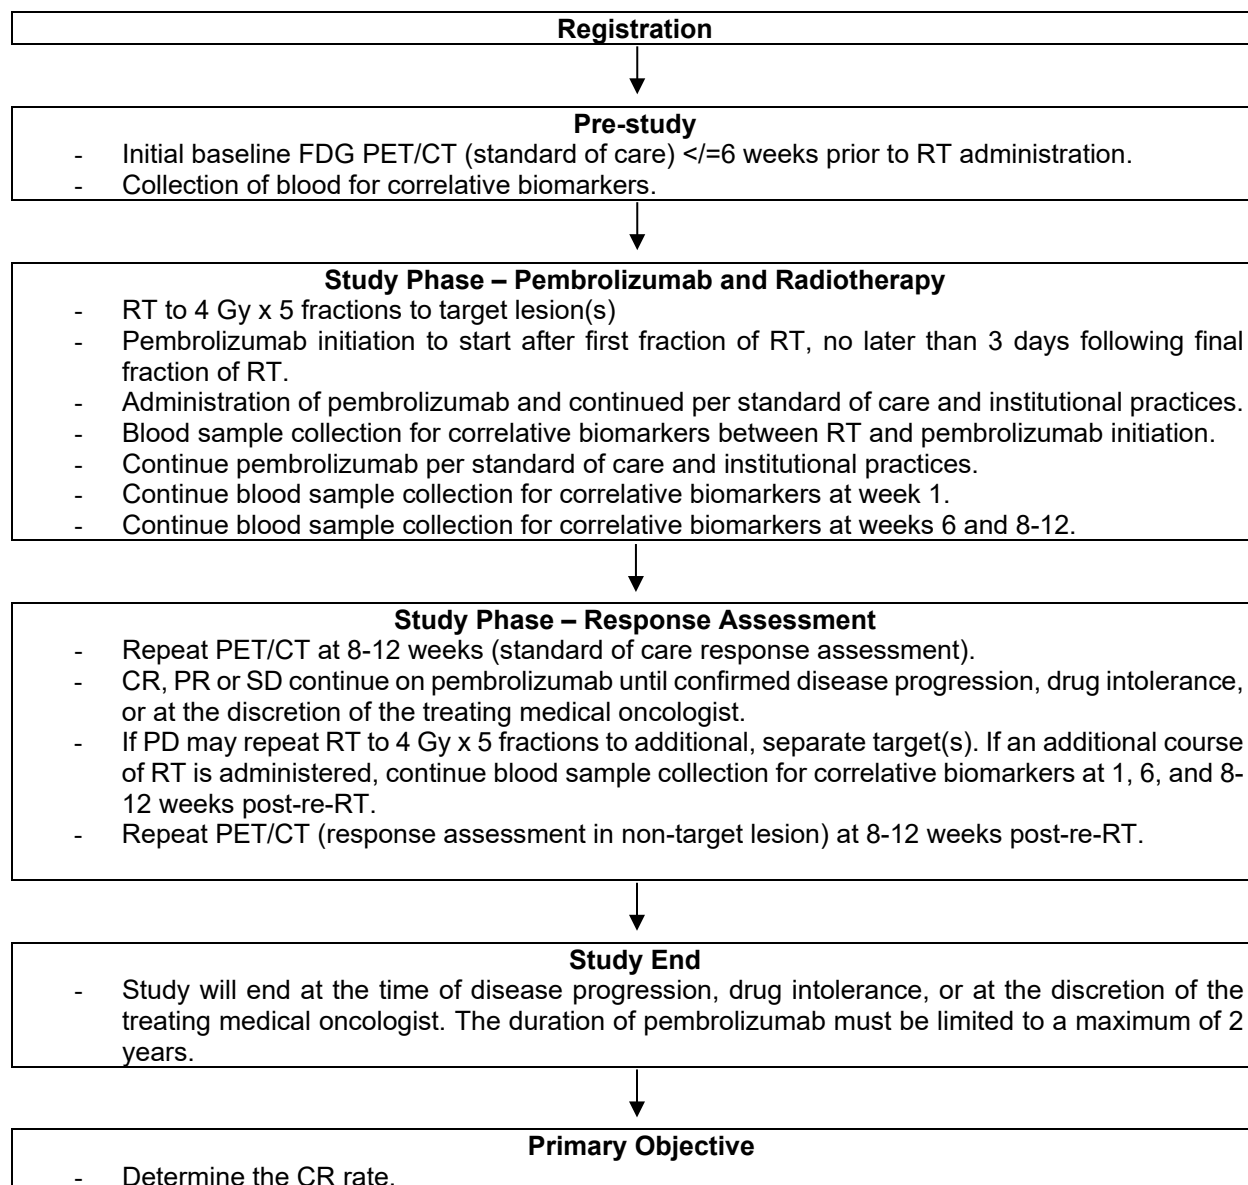 Registration
Pre-study
- Initial baseline FDG PET/CT (standard of care) </=6 weeks prior to RT administration.
- Collection of blood for correlative biomarkers.
Study Phase – Pembrolizumab and Radiotherapy
- RT to 4 Gy x 5 fractions to target lesion(s)
- Pembrolizumab initiation to start after first fraction of RT, no later than 3 days following final
fraction of RT.
- Administration of pembrolizumab and continued per standard of care and institutional practices.
- Blood sample collection for correlative biomarkers between RT and pembrolizumab initiation.
- Continue pembrolizumab per standard of care and institutional practices.
- Continue blood sample collection for correlative biomarkers at week 1.
- Continue blood sample collection for correlative biomarkers at weeks 6 and 8-12.
Study Phase – Response Assessment
- Repeat PET/CT at 8-12 weeks (standard of care response assessment).
- CR, PR or SD continue on pembrolizumab until confirmed disease progression, drug intolerance,
or at the discretion of the treating medical oncologist.
- If PD may repeat RT to 4 Gy x 5 fractions to additional, separate target(s). If an additional course
of RT is administered, continue blood sample collection for correlative biomarkers at 1, 6, and 8-
12 weeks post-re-RT.
- Repeat PET/CT (response assessment in non-target lesion) at 8-12 weeks post-re-RT.
Study End
- Study will end at the time of disease progression, drug intolerance, or at the discretion of the
treating medical oncologist. The duration of pembrolizumab must be limited to a maximum of 2
years.
Primary Objective
- Determine the CR rate.